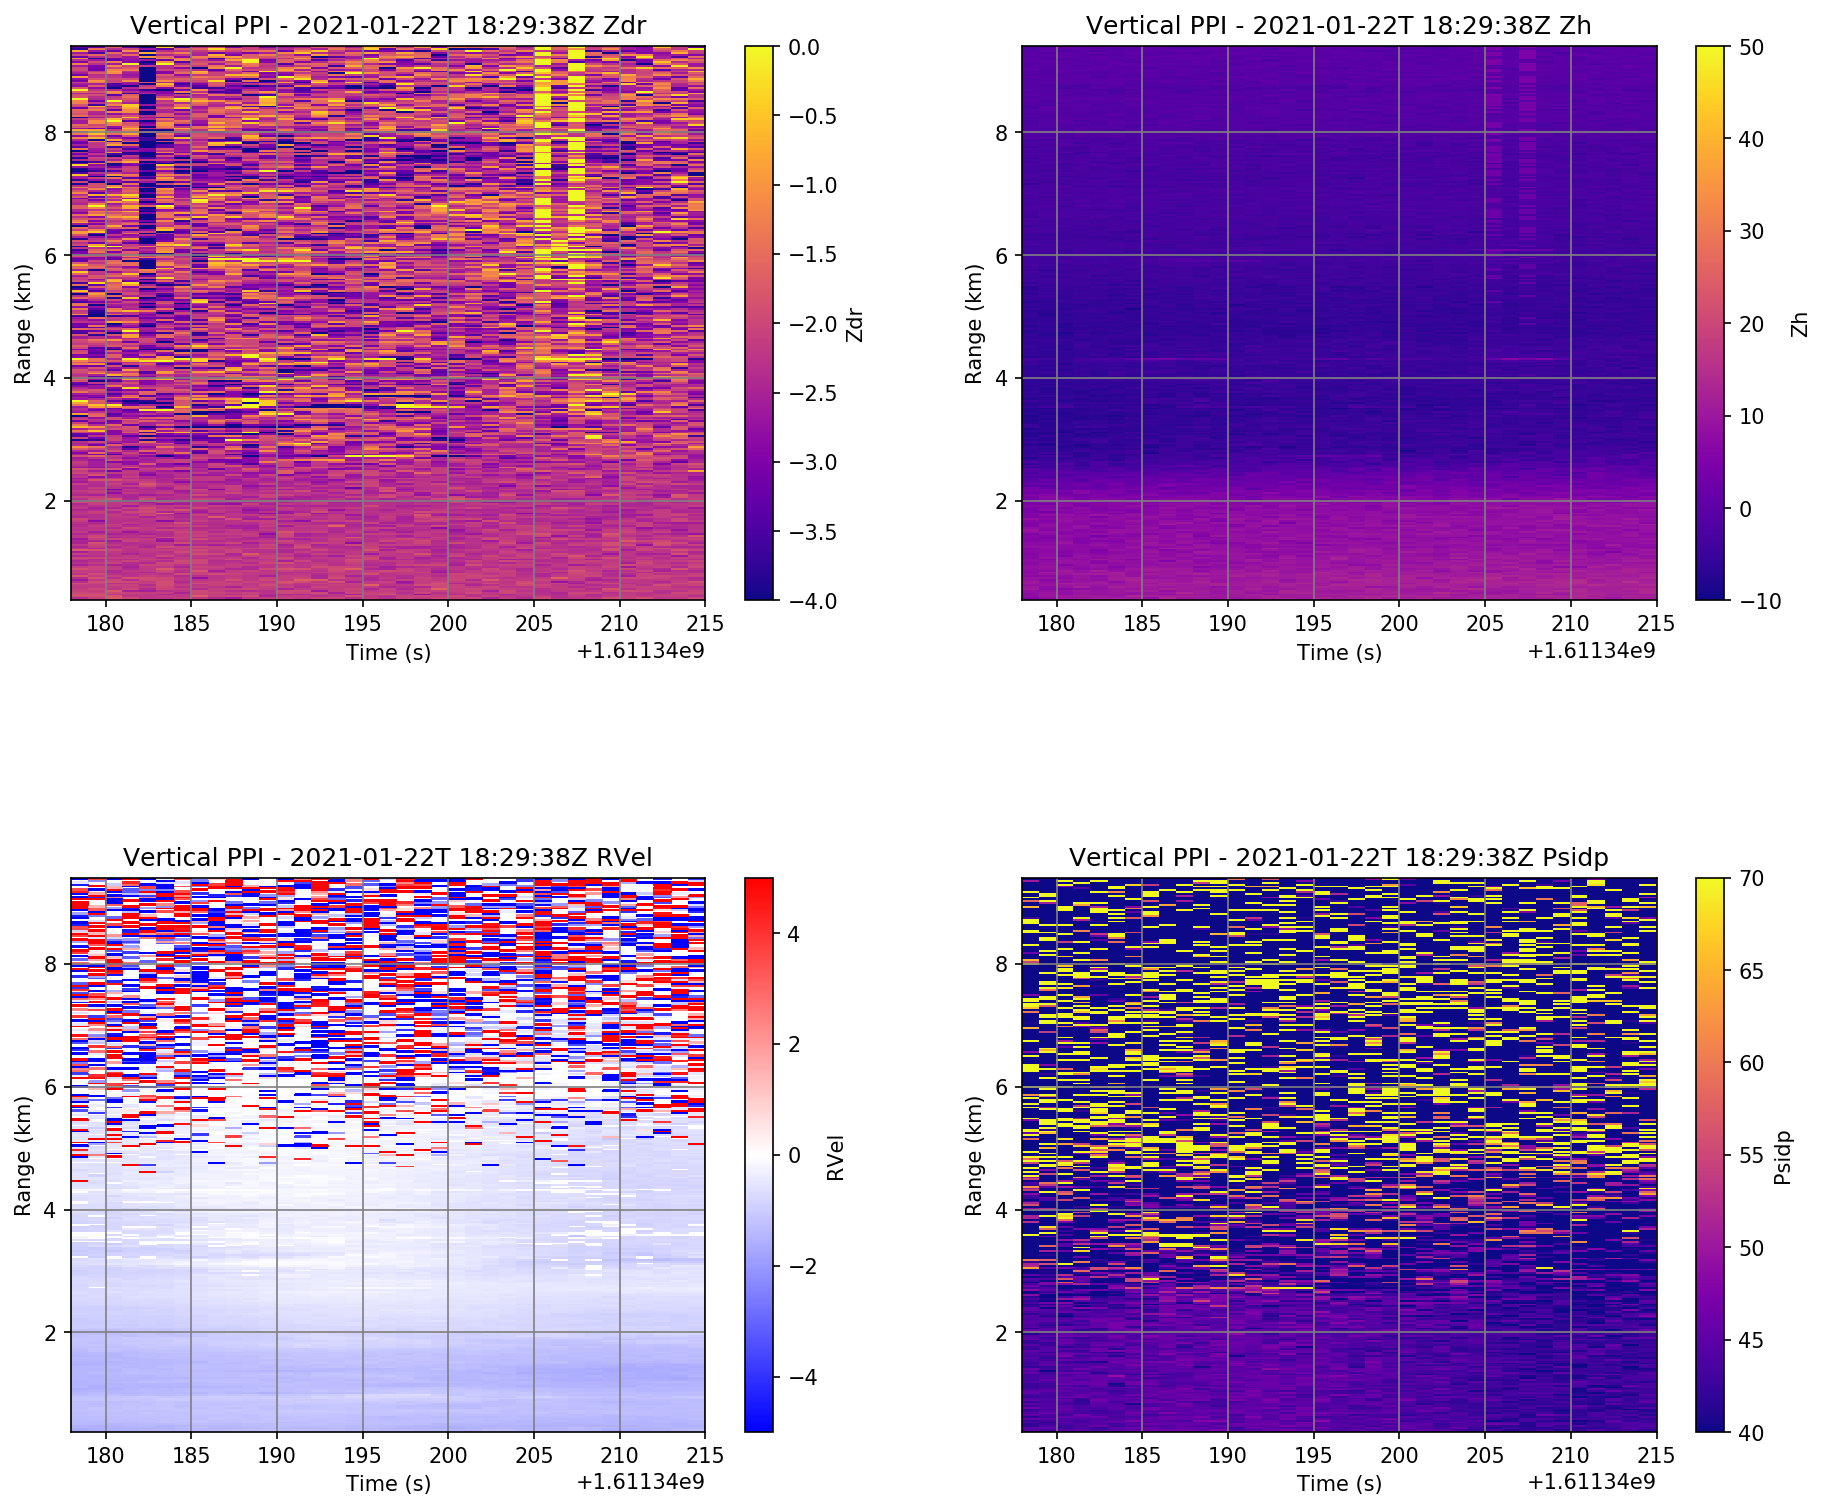 Vertical PPI - 2021-01-22T 18:29:38Z Zdr
8
6
4
2
Range (km)
180 185 190 195 200 205 210 215
Time (s)
+1.61134e9
0.0
−0.5
−1.0
−1.5
−2.0
−2.5
−3.0
−3.5
−4.0
Zdr
Vertical PPI - 2021-01-22T 18:29:38Z Zh
8
6
4
2
Range (km)
180 185 190 195 200 205 210 215
Time (s)
+1.61134e9
50
40
30
20
10
0
−10
Zh
Vertical PPI - 2021-01-22T 18:29:38Z RVel
8
6
4
2
Range (km)
180 185 190 195 200 205 210 215
Time (s)
+1.61134e9
4
2
0
−2
−4
RVel
Vertical PPI - 2021-01-22T 18:29:38Z Psidp
8
6
4
2
Range (km)
180 185 190 195 200 205 210 215
Time (s)
+1.61134e9
70
65
60
55
50
45
40
Psidp